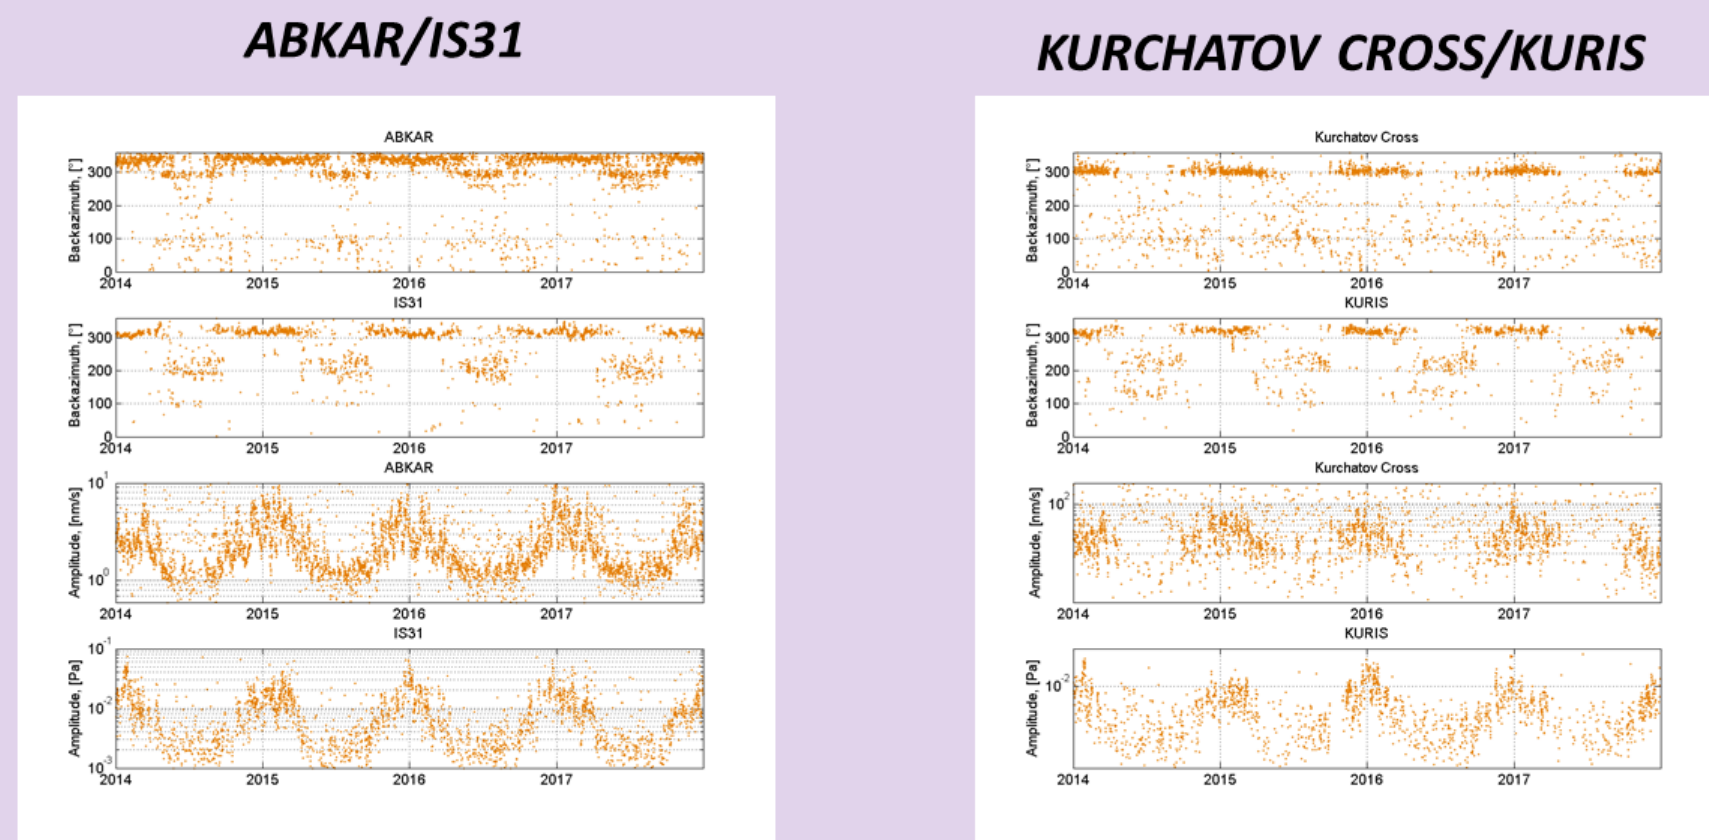 ABKAR/IS31
KURCHATOV CROSS/KURIS
ABKAR
Backazimuth, [°]
300
200
100
0
2014 2015 2016 2017
IS31
Backazimuth, [°]
300
200
100
0
2014 2015 2016 2017
ABKAR
Amplitude, [nm/s]
10^1
10^0
2014 2015 2016 2017
IS31
Amplitude, [Pa]
10^-1
10^-2
10^-3
2014 2015 2016 2017
Kurchatov Cross
Backazimuth, [°]
300
200
100
0
2014 2015 2016 2017
KURIS
Backazimuth, [°]
300
200
100
0
2014 2015 2016 2017
Kurchatov Cross
Amplitude, [nm/s]
10^2
2014 2015 2016 2017
KURIS
Amplitude, [Pa]
10^-2
2014 2015 2016 2017